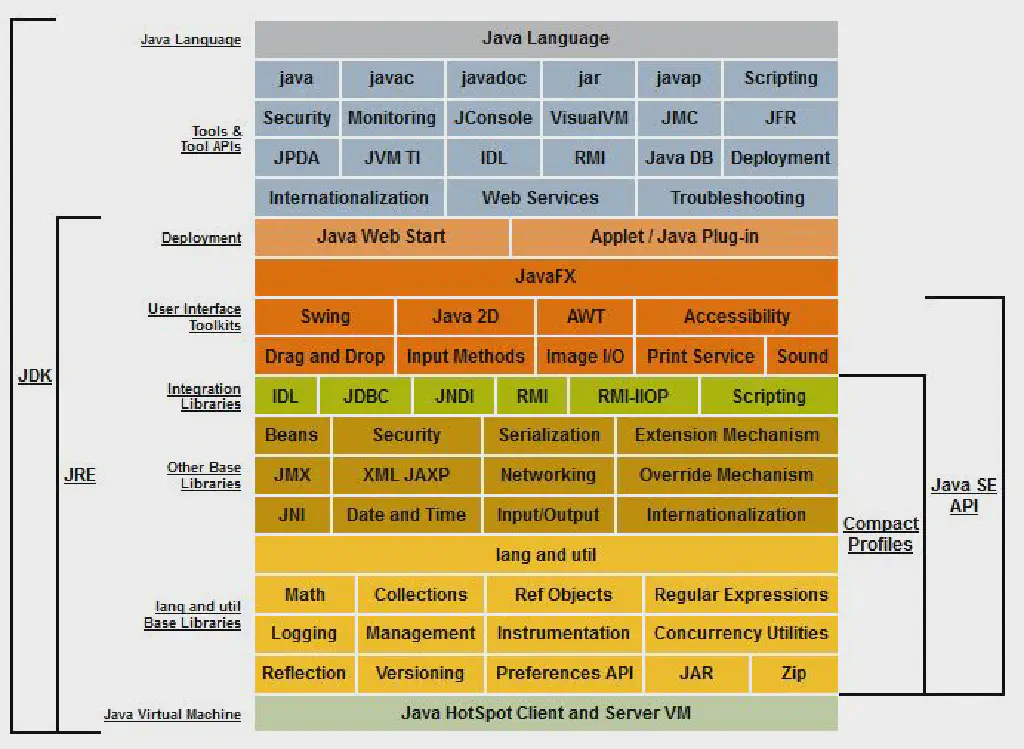 Java Language
Java Language
java javac javadoc jar javap Scripting
Security Monitoring JConsole VisualVM JMC JFR
Tools &
Tool APIs
JPDA JVM TI IDL RMI Java DB Deployment
Internationalization Web Services Troubleshooting
Deployment
Java Web Start Applet / Java Plug-in
JavaFX
User Interface
Toolkits
Swing Java 2D AWT Accessibility
Drag and Drop Input Methods Image I/O Print Service Sound
JDK
Integration
Libraries
IDL JDBC JNDI RMI RMI-IIOP Scripting
Beans Security Serialization Extension Mechanism
JRE
Other Base
Libraries
JMX XML JAXP Networking Override Mechanism
Java SE
API
JNI Date and Time Input/Output Internationalization
Compact
Profiles
lang and util
Math Collections Ref Objects Regular Expressions
lang and util
Base Libraries
Logging Management Instrumentation Concurrency Utilities
Reflection Versioning Preferences API JAR Zip
Java Virtual Machine
Java HotSpot Client and Server VM